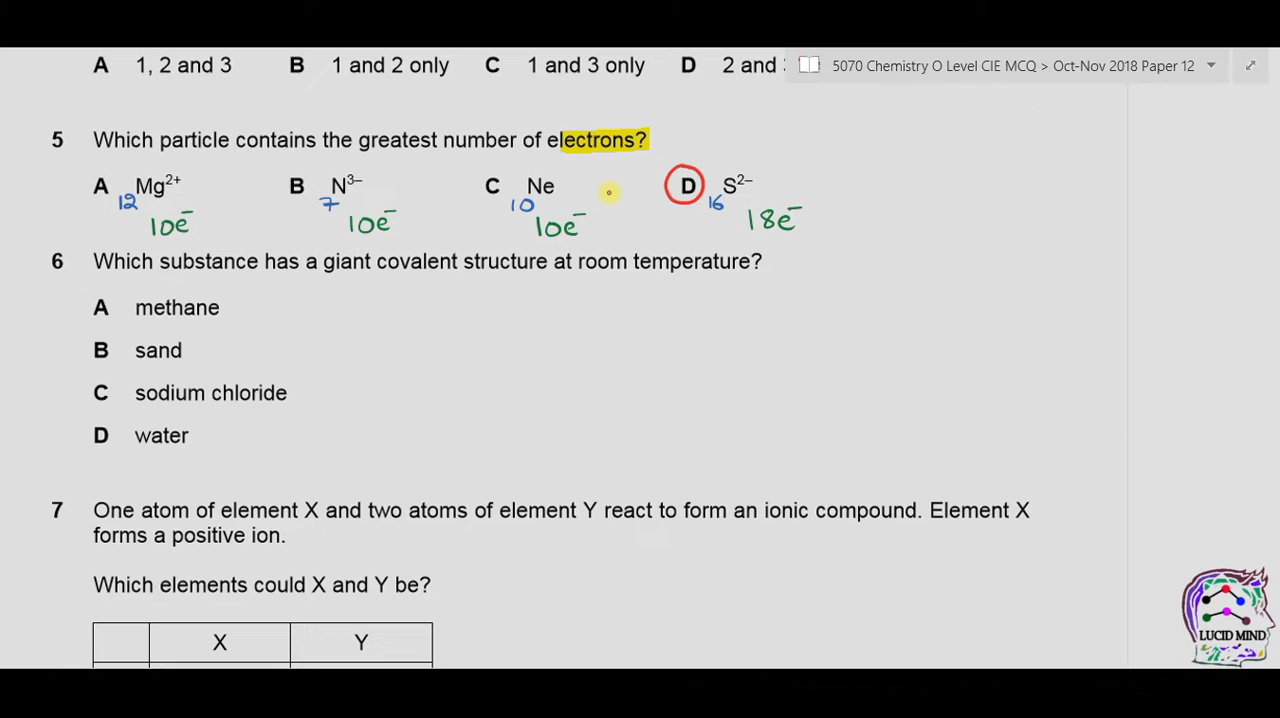 A 1, 2 and 3 B 1 and 2 only C 1 and 3 only D 2 and
5070 Chemistry O Level CIE MCQ > Oct-Nov 2018 Paper 12
5 Which particle contains the greatest number of electrons?
A 12 Mg2+ B 7 N3– C 10 Ne D 16 S2–
10e– 10e– 10e– 18e–
6 Which substance has a giant covalent structure at room temperature?
A methane
B sand
C sodium chloride
D water
7 One atom of element X and two atoms of element Y react to form an ionic compound. Element X
forms a positive ion.
Which elements could X and Y be?
X Y
LUCID MIND